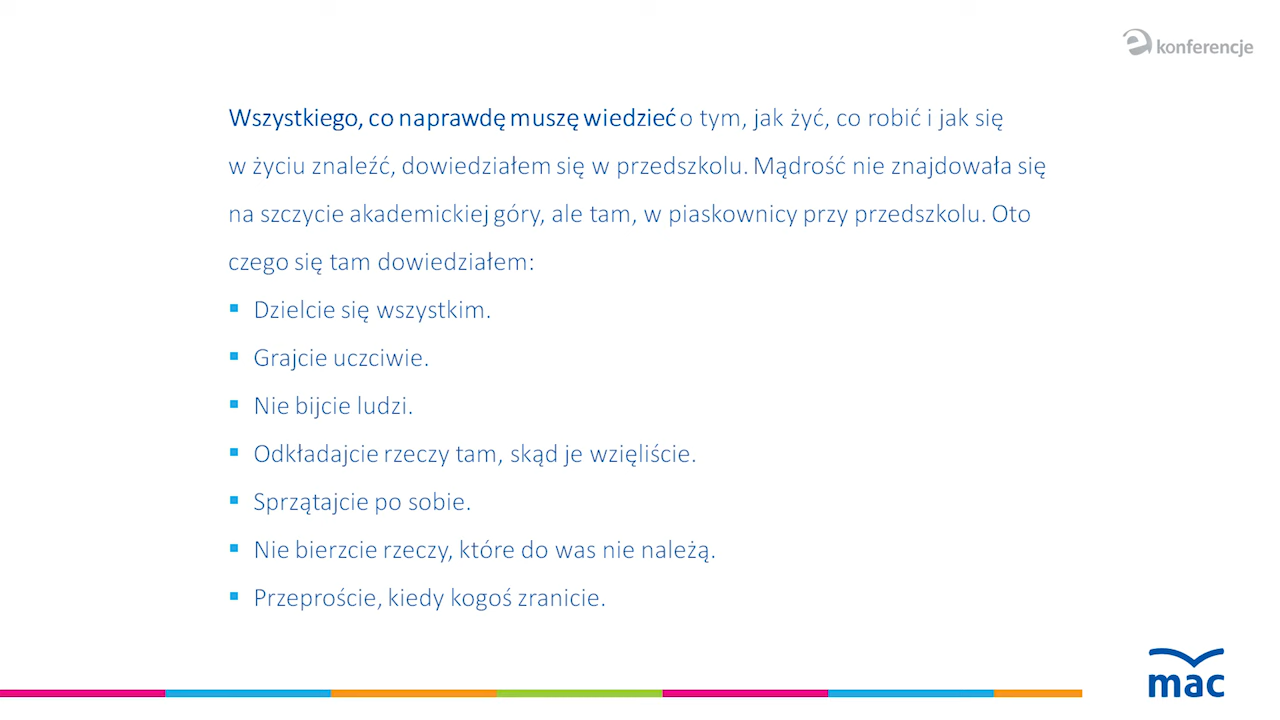 e konferencje
Wszystkiego, co naprawdę muszę wiedzieć o tym, jak żyć, co robić i jak się
w życiu znaleźć, dowiedziałem się w przedszkolu. Mądrość nie znajdowała się
na szczycie akademickiej góry, ale tam, w piaskownicy przy przedszkolu. Oto
czego się tam dowiedziałem:
▪ Dzielcie się wszystkim.
▪ Grajcie uczciwie.
▪ Nie bijcie ludzi.
▪ Odkładajcie rzeczy tam, skąd je wzięliście.
▪ Sprzątajcie po sobie.
▪ Nie bierzcie rzeczy, które do was nie należą.
▪ Przeproście, kiedy kogoś zranicie.
mac